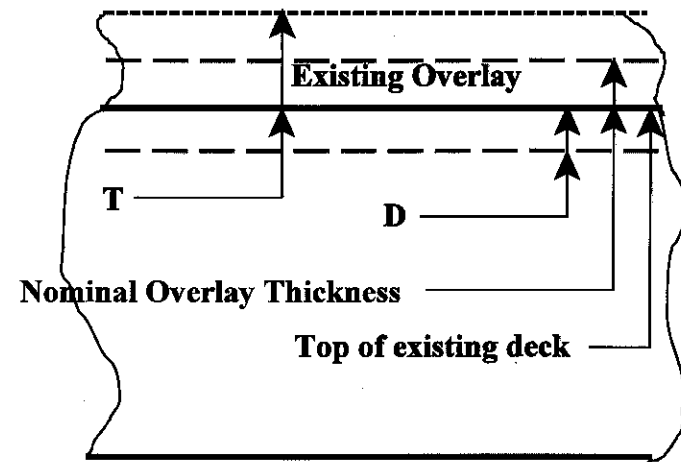 Existing Overlay
T
D
Nominal Overlay Thickness
Top of existing deck